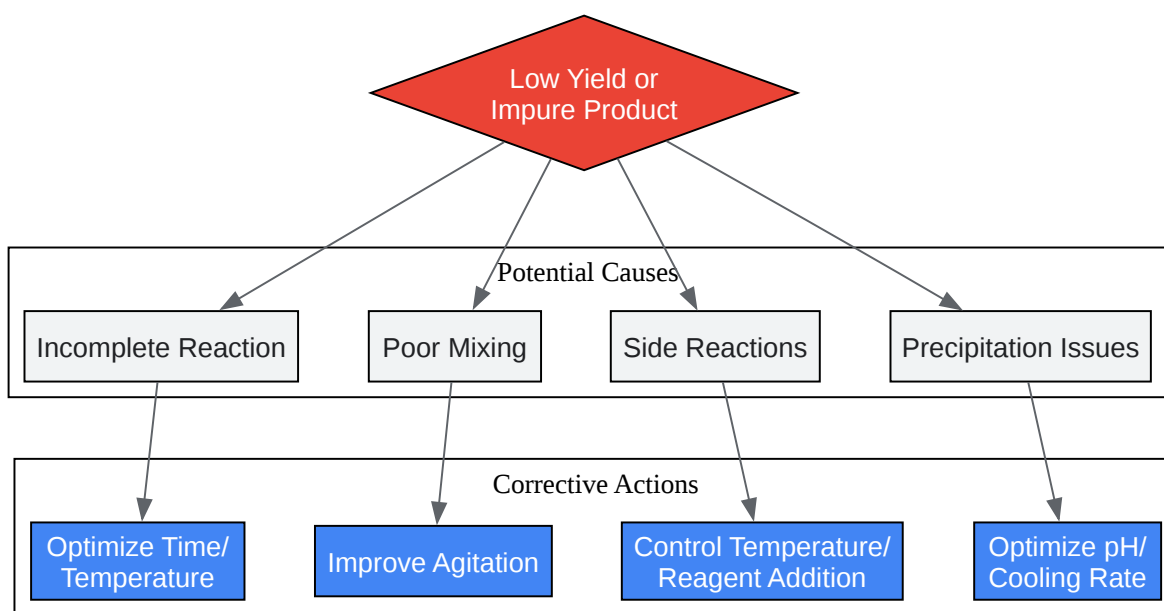 Low Yield or
Impure Product
Potential Causes
Incomplete Reaction
Poor Mixing
Side Reactions
Precipitation Issues
Corrective Actions
Optimize Time/
Temperature
Improve Agitation
Control Temperature/
Reagent Addition
Optimize pH/
Cooling Rate